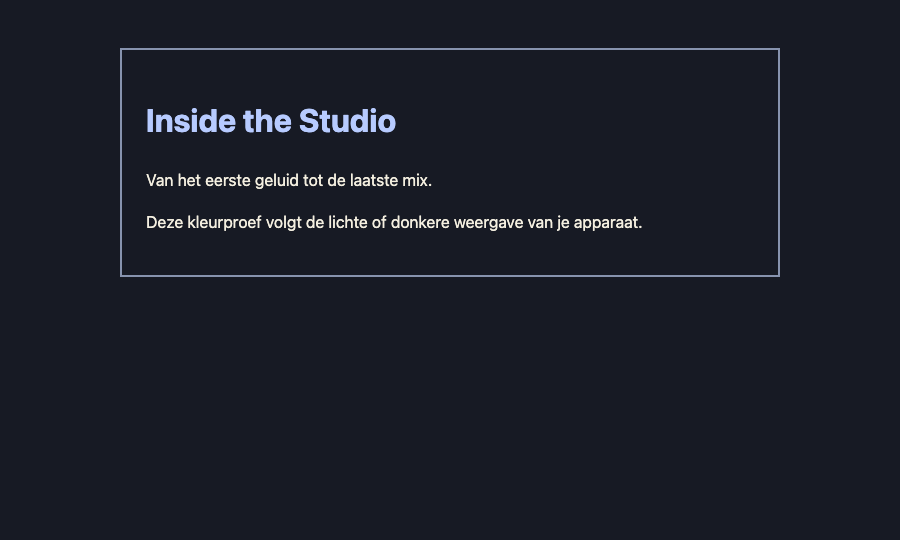 Inside the Studio
Van het eerste geluid tot de laatste mix.
Deze kleurproef volgt de lichte of donkere weergave van je apparaat.